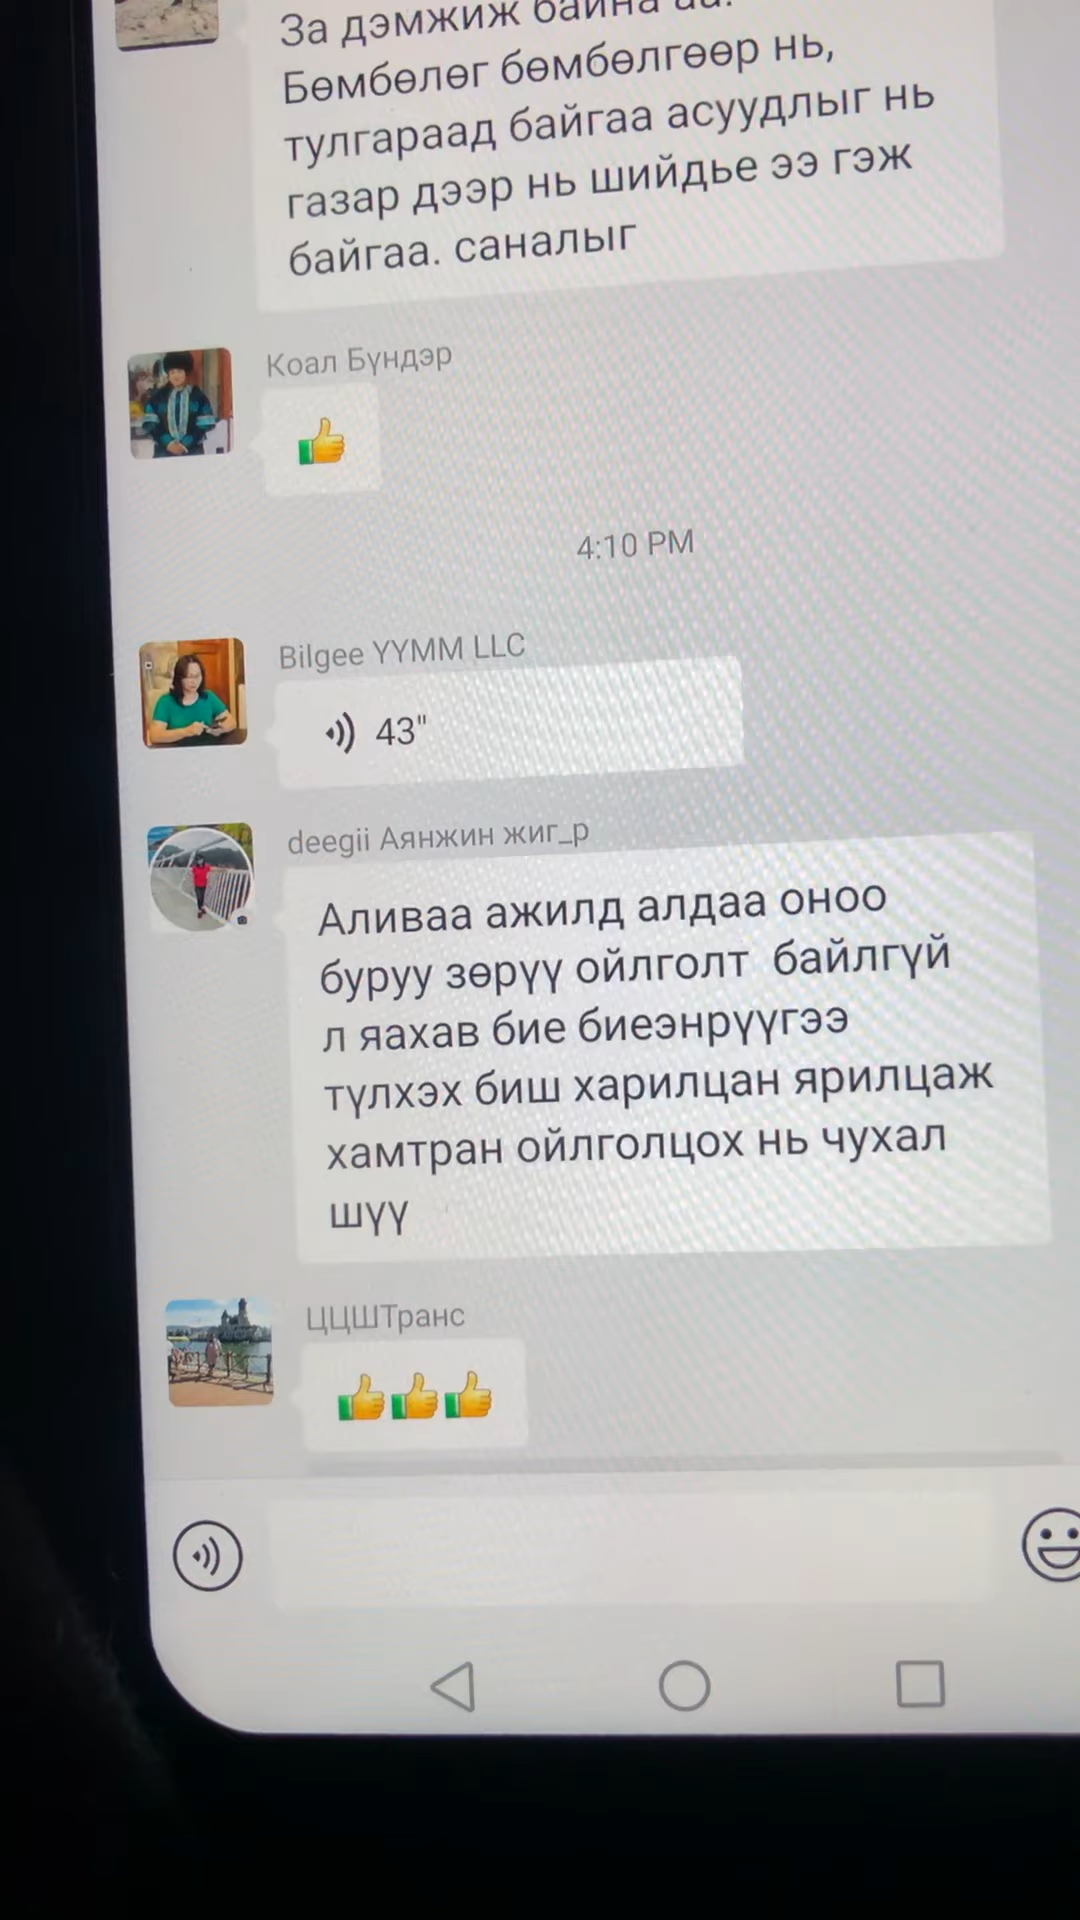 За дэмжиж байна аа.
Бөмбөлөг бөмбөлгөөр нь,
тулгараад байгаа асуудлыг нь
газар дээр нь шийдье ээ гэж
байгаа. саналыг
Коал Бүндэр
4:10 PM
Bilgee YYMM LLC
43"
deegii Аянжин жиг_р
Аливаа ажилд алдаа оноо
буруу зөрүү ойлголт байлгүй
л яахав бие биеэнрүүгээ
түлхэх биш харилцан ярилцаж
хамтран ойлголцох нь чухал
шүү
ЦЦШТранс